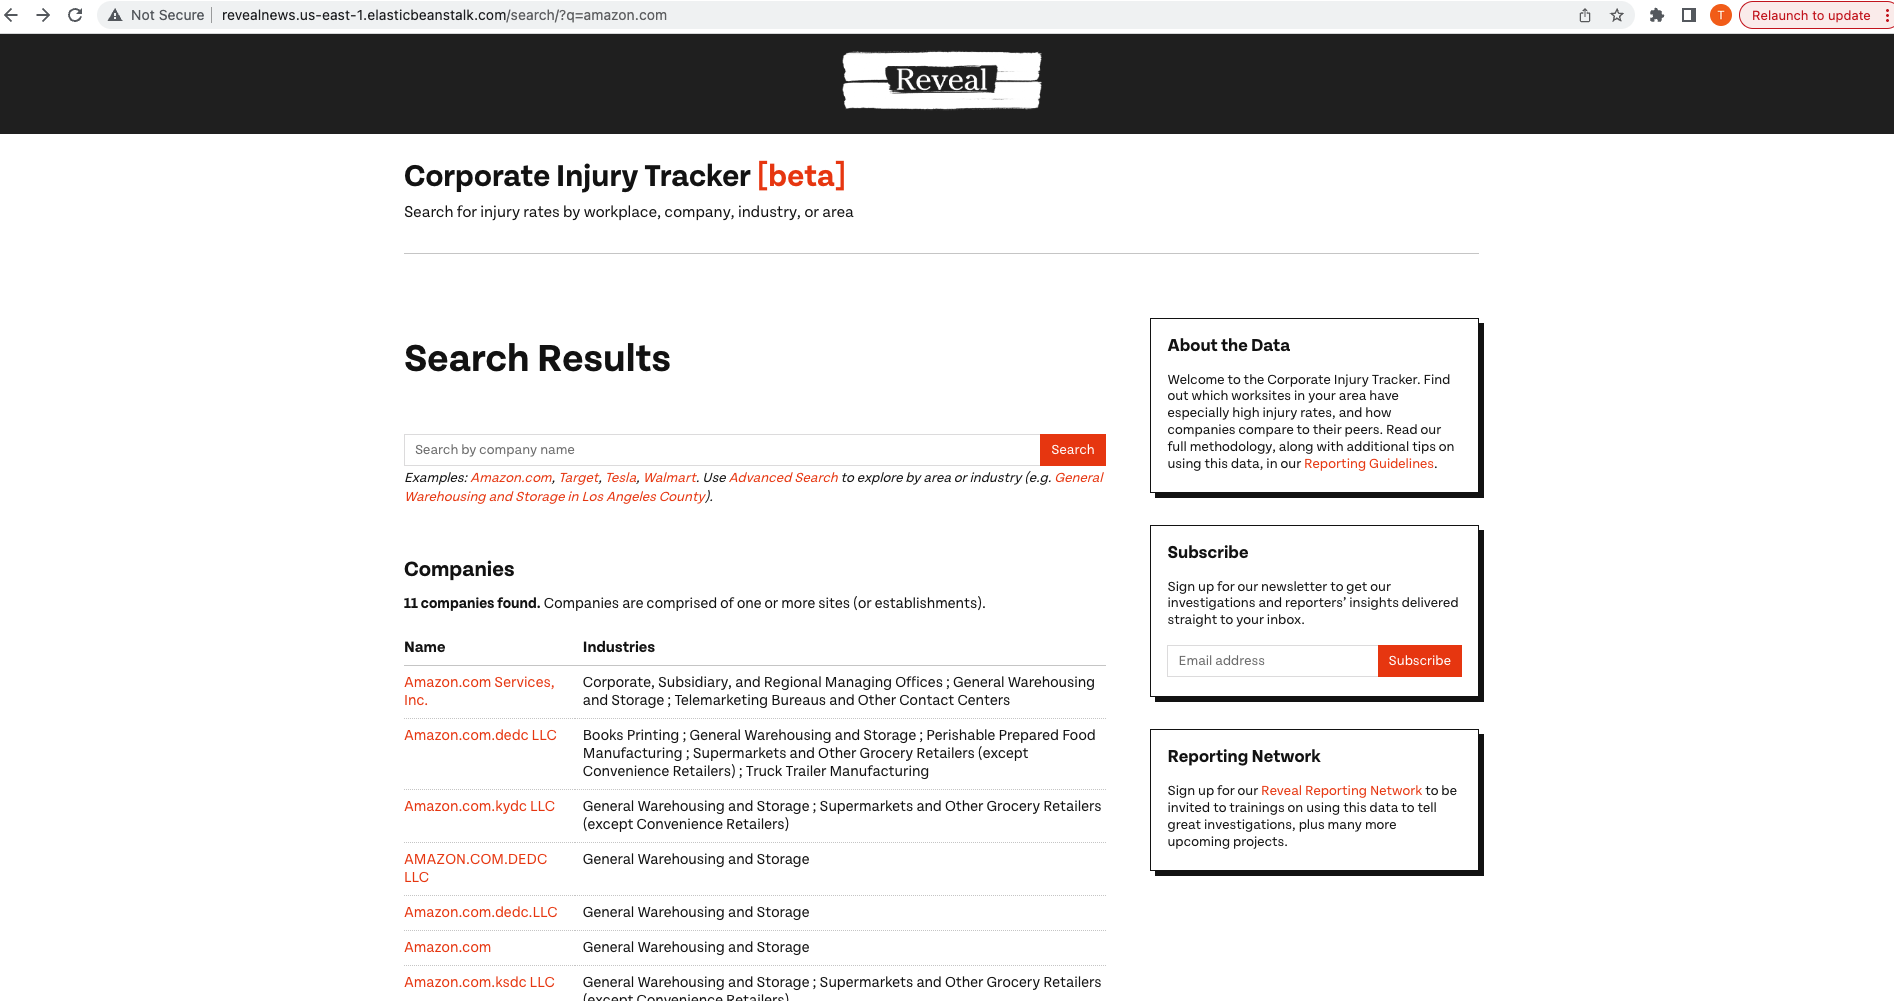 Not Secure
revealnews.us-east-1.elasticbeanstalk.com/search/?q=amazon.com
T
Relaunch to update
Reveal
Corporate Injury Tracker [beta]
Search for injury rates by workplace, company, industry, or area
Search Results
Search by company name
Search
Examples: Amazon.com, Target, Tesla, Walmart. Use Advanced Search to explore by area or industry (e.g. General
Warehousing and Storage in Los Angeles County).
Companies
11 companies found. Companies are comprised of one or more sites (or establishments).
Name Industries
Amazon.com Services,
Inc.
Corporate, Subsidiary, and Regional Managing Offices ; General Warehousing
and Storage ; Telemarketing Bureaus and Other Contact Centers
Amazon.com.dedc LLC
Books Printing ; General Warehousing and Storage ; Perishable Prepared Food
Manufacturing ; Supermarkets and Other Grocery Retailers (except
Convenience Retailers) ; Truck Trailer Manufacturing
Amazon.com.kydc LLC
General Warehousing and Storage ; Supermarkets and Other Grocery Retailers
(except Convenience Retailers)
AMAZON.COM.DEDC
LLC
General Warehousing and Storage
Amazon.com.dedc.LLC
General Warehousing and Storage
Amazon.com
General Warehousing and Storage
Amazon.com.ksdc LLC
General Warehousing and Storage ; Supermarkets and Other Grocery Retailers
(except Convenience Retailers)
About the Data
Welcome to the Corporate Injury Tracker. Find
out which worksites in your area have
especially high injury rates, and how
companies compare to their peers. Read our
full methodology, along with additional tips on
using this data, in our Reporting Guidelines.
Subscribe
Sign up for our newsletter to get our
investigations and reporters' insights delivered
straight to your inbox.
Email address
Subscribe
Reporting Network
Sign up for our Reveal Reporting Network to be
invited to trainings on using this data to tell
great investigations, plus many more
upcoming projects.